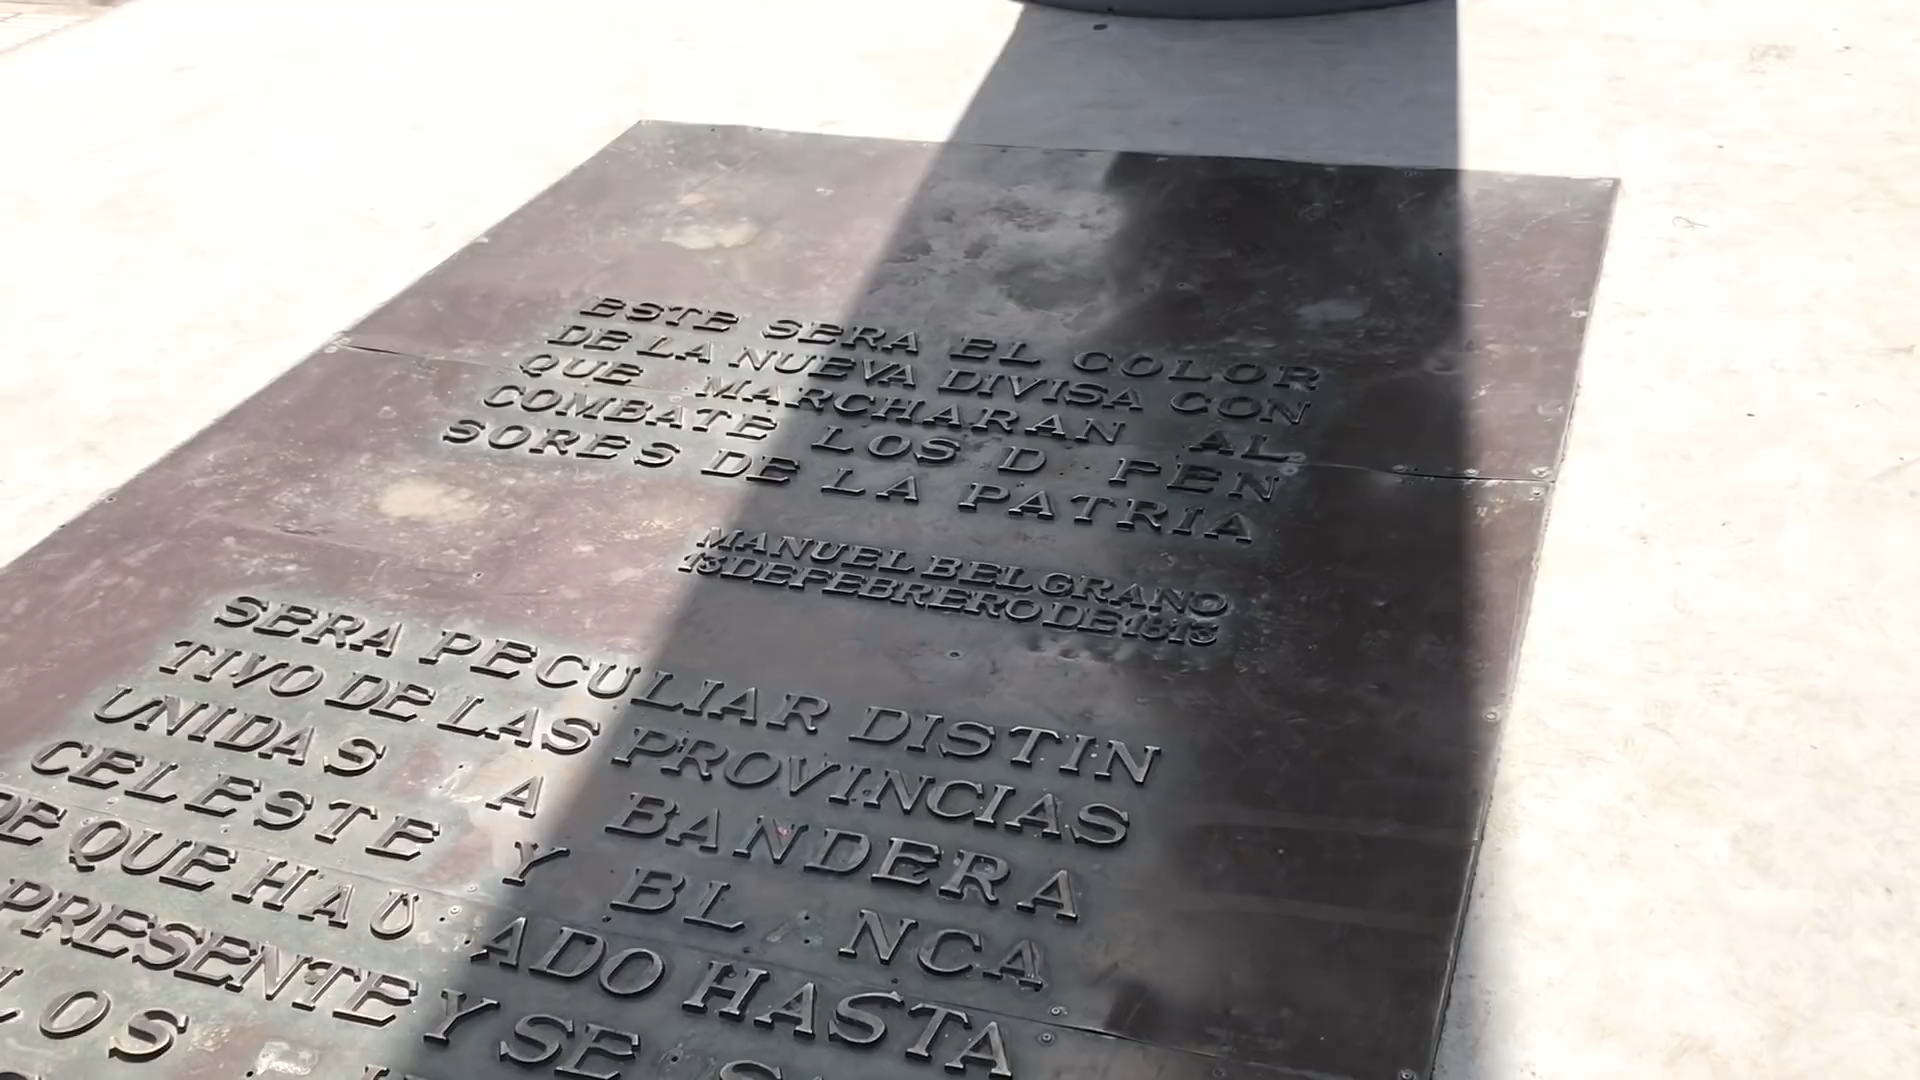 ESTE SERA EL COLOR
DE LA NUEVA DIVISA CON
QUE MARCHARAN AL
COMBATE LOS D PEN
SORES DE LA PATRIA
MANUEL BELGRANO
13 DE FEBRERO DE 1813
SERA PECULIAR DISTIN
TIVO DE LAS PROVINCIAS
UNIDAS A BANDERA
CELESTE Y BL NCA
DE QUE HA U ADO HASTA
PRESENTE Y SE
LOS